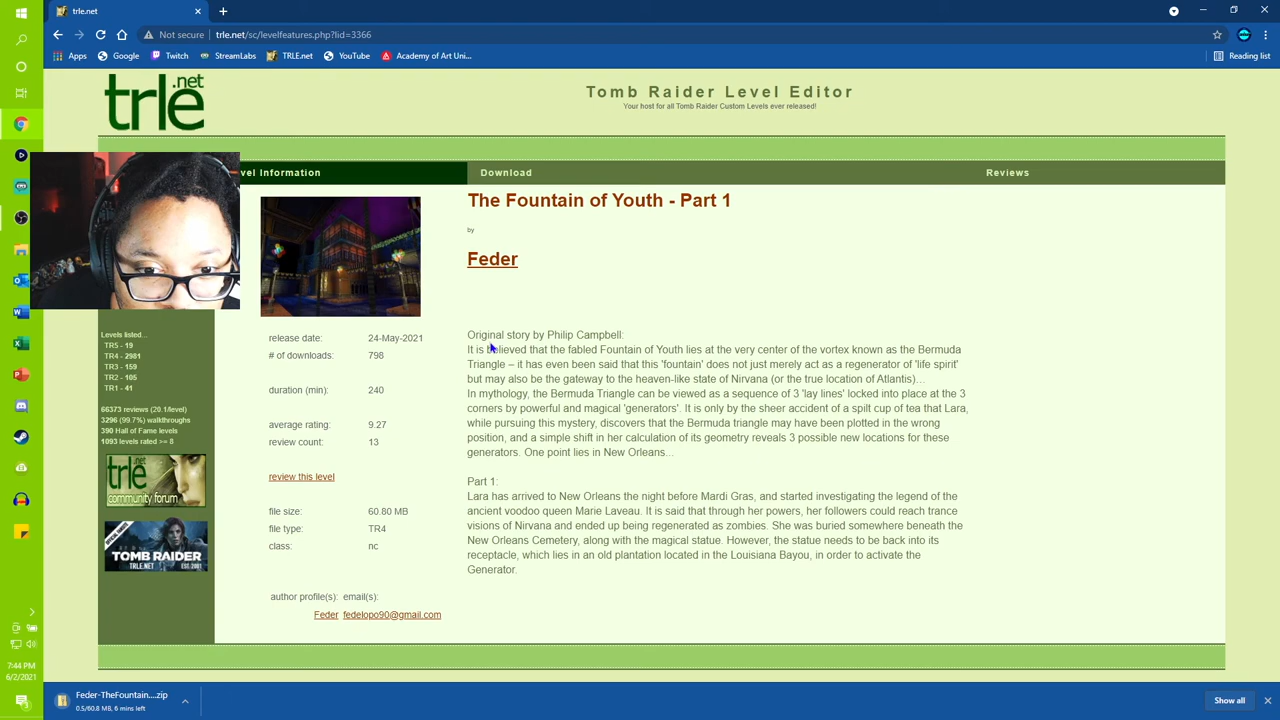 TRLE.net
Not secure | trle.net/sc/levelfeatures.php?lid=3366
Apps Google Twitch StreamLabs TRLE.net YouTube Academy of Art Uni... Reading list
trle.net
Tomb Raider Level Editor
Your host for all Tomb Raider Custom Levels ever released!
vel Information Download Reviews
The Fountain of Youth - Part 1
by
Feder
Original story by Philip Campbell:
It is believed that the fabled Fountain of Youth lies at the very center of the vortex known as the Bermuda
Triangle – it has even been said that this 'fountain' does not just merely act as a regenerator of 'life spirit'
but may also be the gateway to the heaven-like state of Nirvana (or the true location of Atlantis)...
In mythology, the Bermuda Triangle can be viewed as a sequence of 3 'lay lines' locked into place at the 3
corners by powerful and magical 'generators'. It is only by the sheer accident of a spilt cup of tea that Lara,
while pursuing this mystery, discovers that the Bermuda triangle may have been plotted in the wrong
position, and a simple shift in her calculation of its geometry reveals 3 possible new locations for these
generators. One point lies in New Orleans...
Part 1:
Lara has arrived to New Orleans the night before Mardi Gras, and started investigating the legend of the
ancient voodoo queen Marie Laveau. It is said that through her powers, her followers could reach trance
visions of Nirvana and ended up being regenerated as zombies. She was buried somewhere beneath the
New Orleans Cemetery, along with the magical statue. However, the statue needs to be back into its
receptacle, which lies in an old plantation located in the Louisiana Bayou, in order to activate the
Generator.
release date: 24-May-2021
# of downloads: 798
duration (min): 240
average rating: 9.27
review count: 13
review this level
file size: 60.80 MB
file type: TR4
class: nc
author profile(s): email(s):
Feder fedelopo90@gmail.com
Levels listed...
TR5 - 19
TR4 - 2981
TR3 - 159
TR2 - 105
TR1 - 41
66373 reviews (20.1/level)
3296 (99.7%) walkthroughs
390 Hall of Fame levels
1093 levels rated >= 8
trle.net
community forum
TOMB RAIDER
TRLE.NET EST 2001
7:44 PM
6/2/2021
Feder-TheFountain....zip
0.5/60.8 MB, 6 mins left
Show all